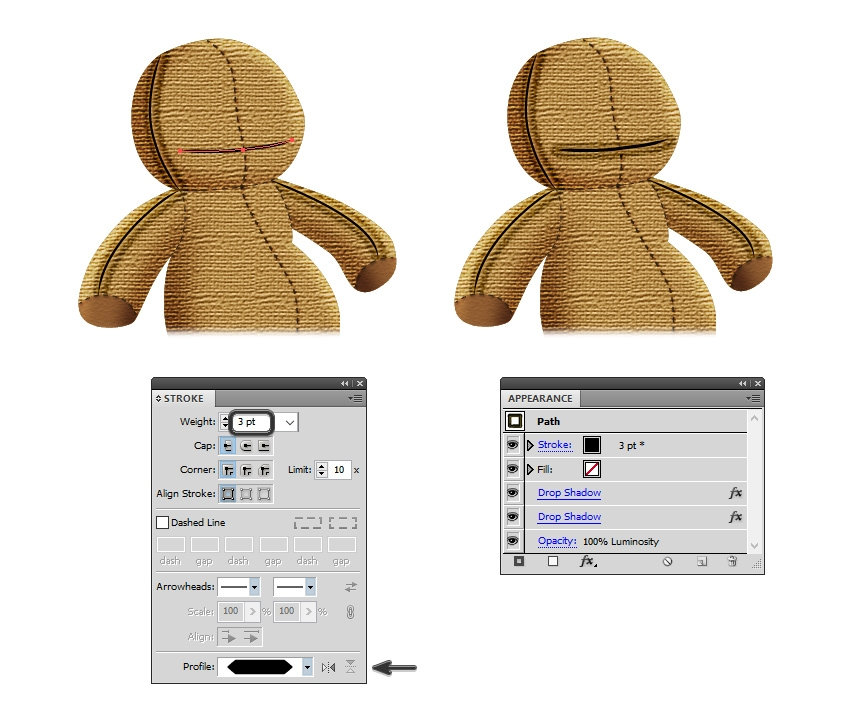 STROKE
Weight: 3 pt
Cap:
Corner: Limit: 10 x
Align Stroke:
Dashed Line
dash gap dash gap dash gap
Arrowheads:
Scale: 100 % 100 %
Align:
Profile:
APPEARANCE
Path
Stroke: 3 pt *
Fill:
Drop Shadow fx
Drop Shadow fx
Opacity: 100% Luminosity
fx